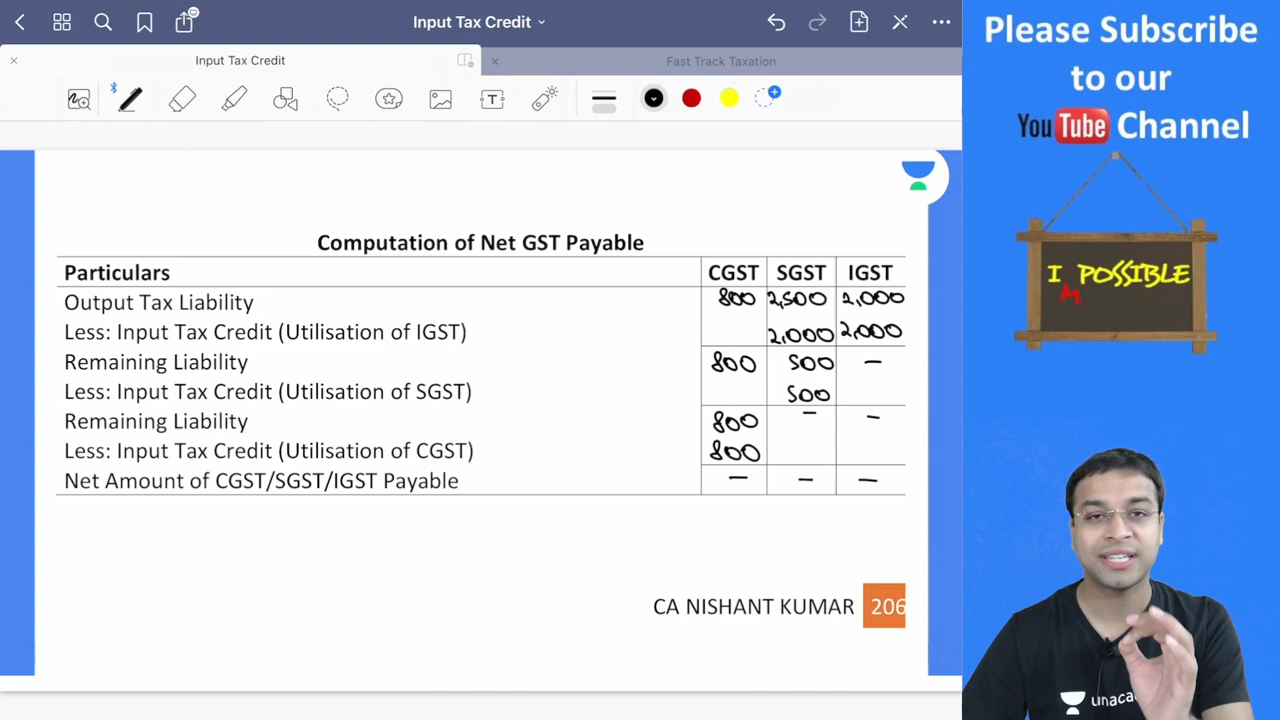 Input Tax Credit
Input Tax Credit
Fast Track Taxation
Please Subscribe
to our
YouTube Channel
I POSSIBLE
M
Computation of Net GST Payable
Particulars CGST SGST IGST
Output Tax Liability 800 2,500 2,000
Less: Input Tax Credit (Utilisation of IGST) 2,000 2,000
Remaining Liability 800 500 –
Less: Input Tax Credit (Utilisation of SGST) 500
Remaining Liability 800 – –
Less: Input Tax Credit (Utilisation of CGST) 800
Net Amount of CGST/SGST/IGST Payable – – –
CA NISHANT KUMAR 206
unaca